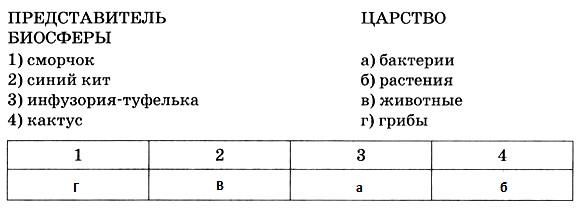 ПРЕДСТАВИТЕЛЬ ЦАРСТВО
БИОСФЕРЫ
1) сморчок а) бактерии
2) синий кит б) растения
3) инфузория-туфелька в) животные
4) кактус г) грибы
1 2 3 4
г в а б